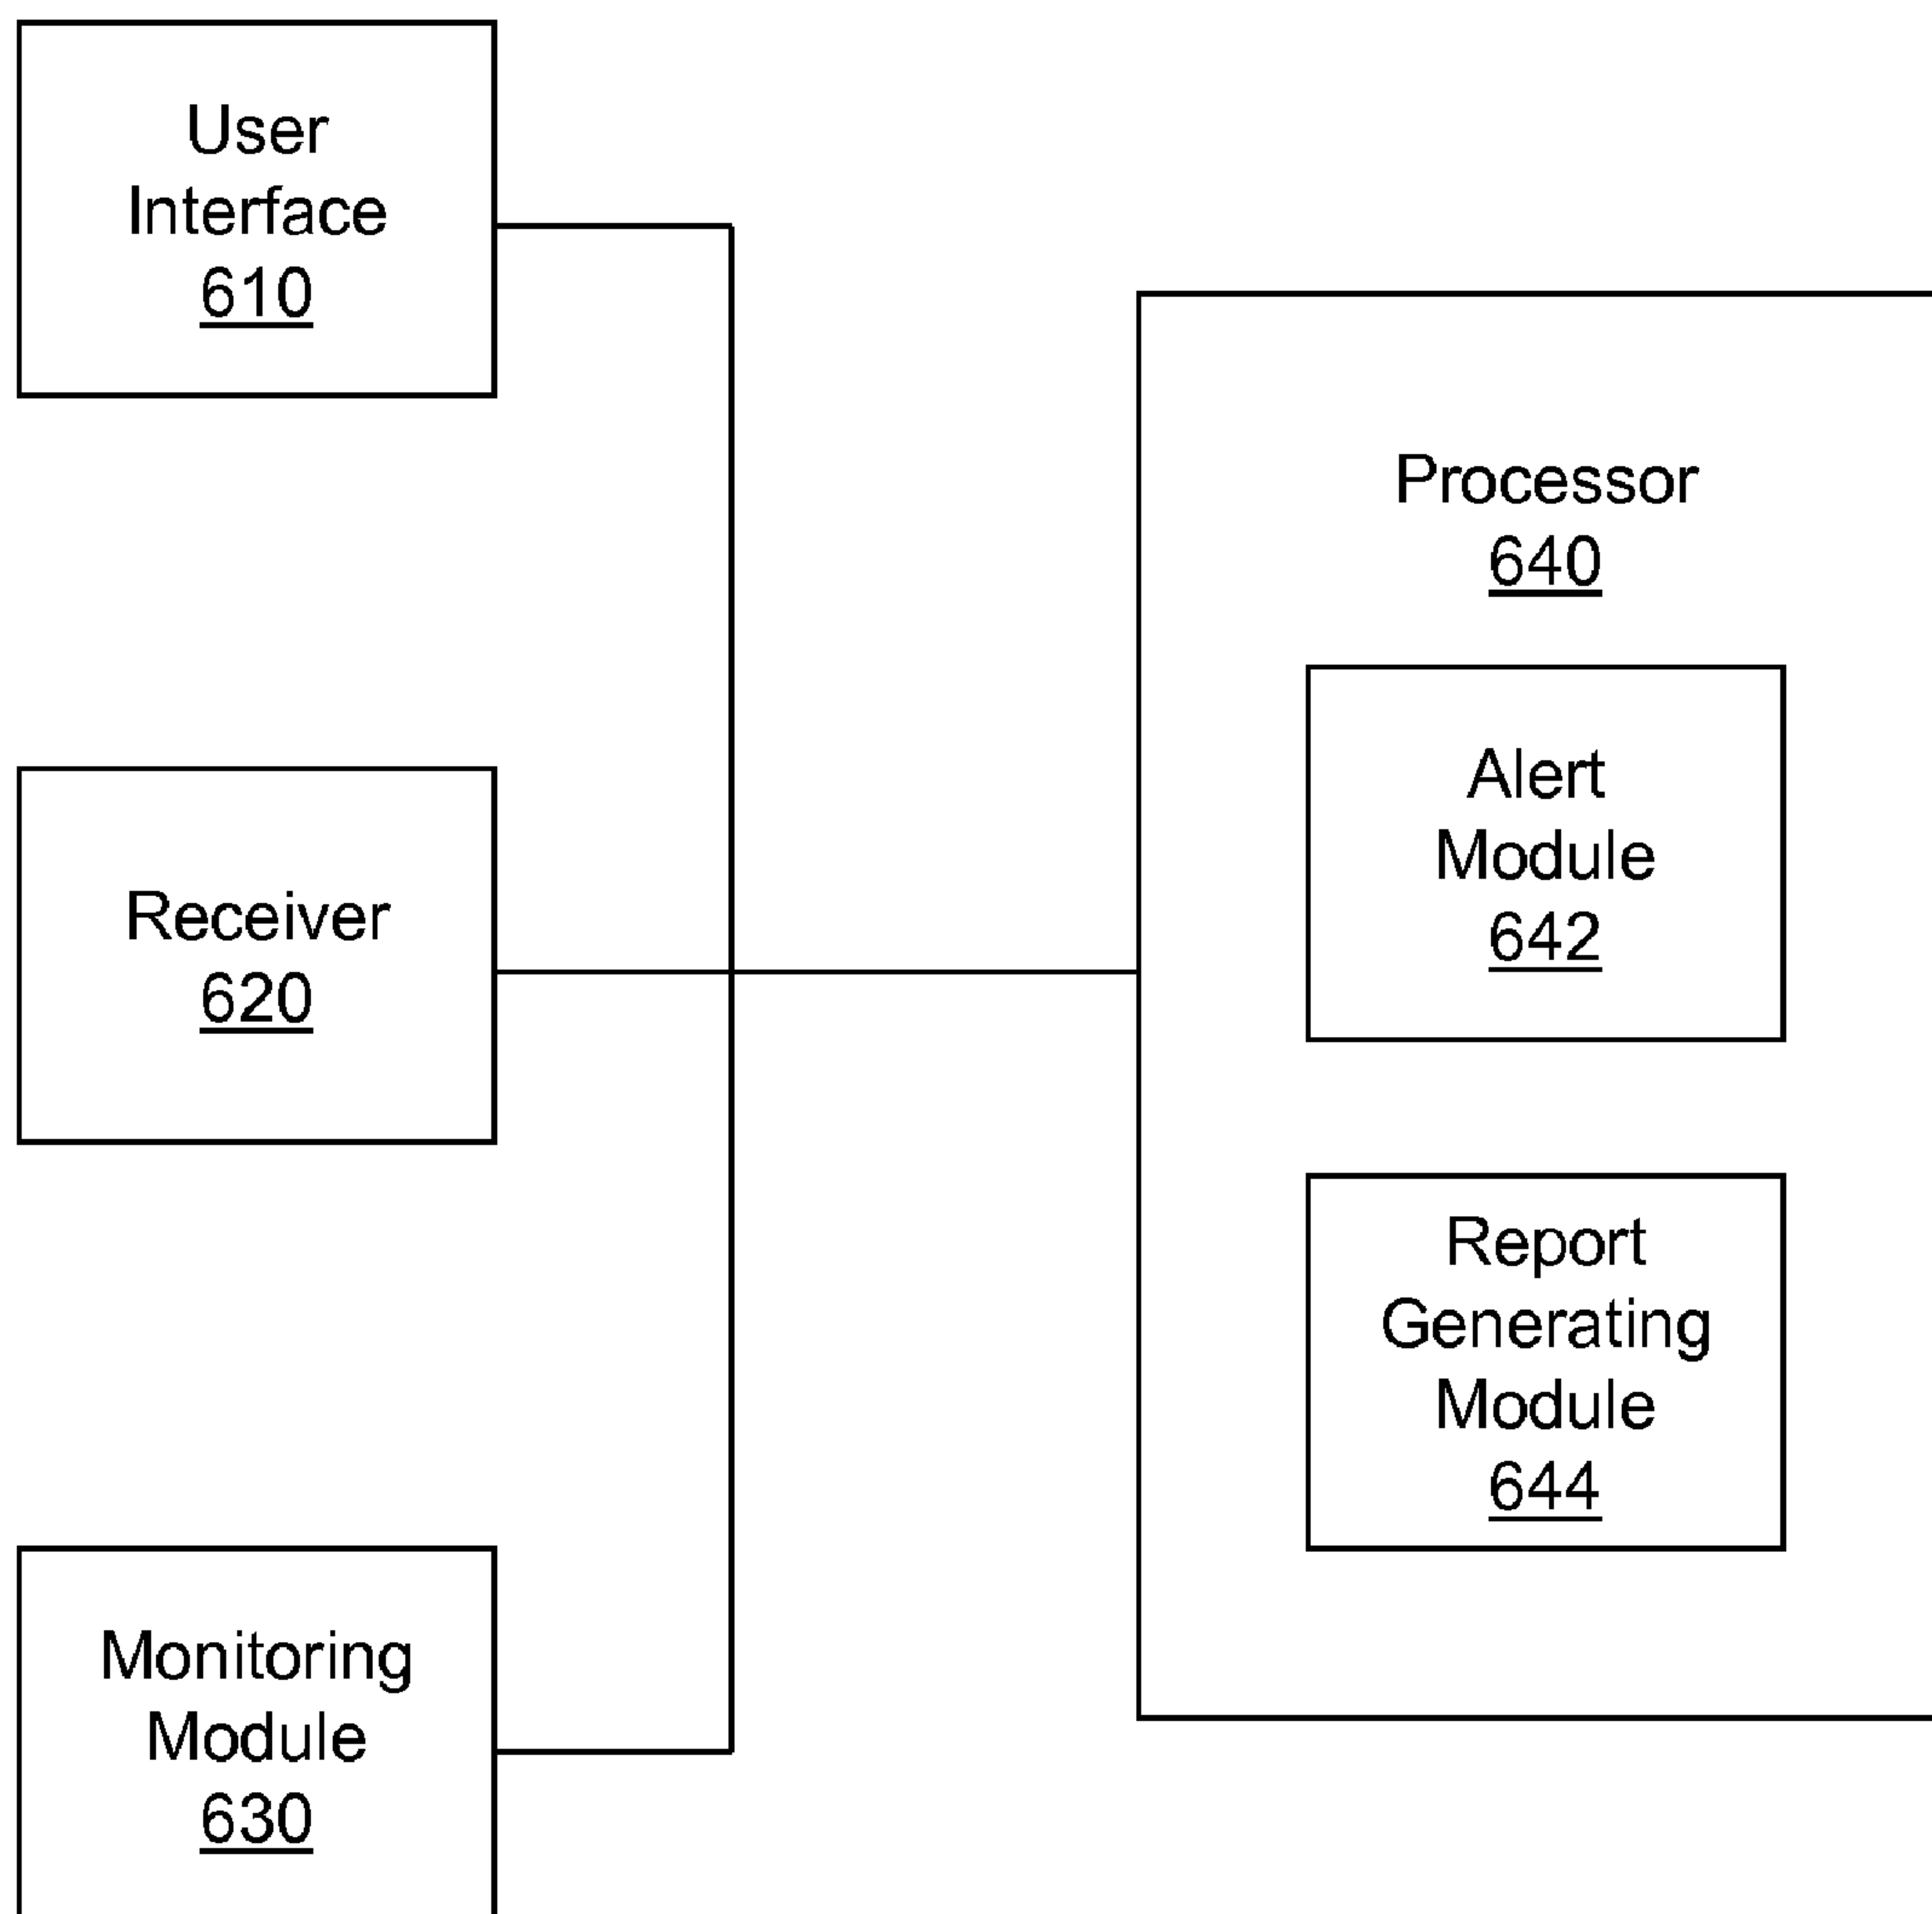 User
Interface
610
Receiver
620
Monitoring
Module
630
Processor
640
Alert
Module
642
Report
Generating
Module
644